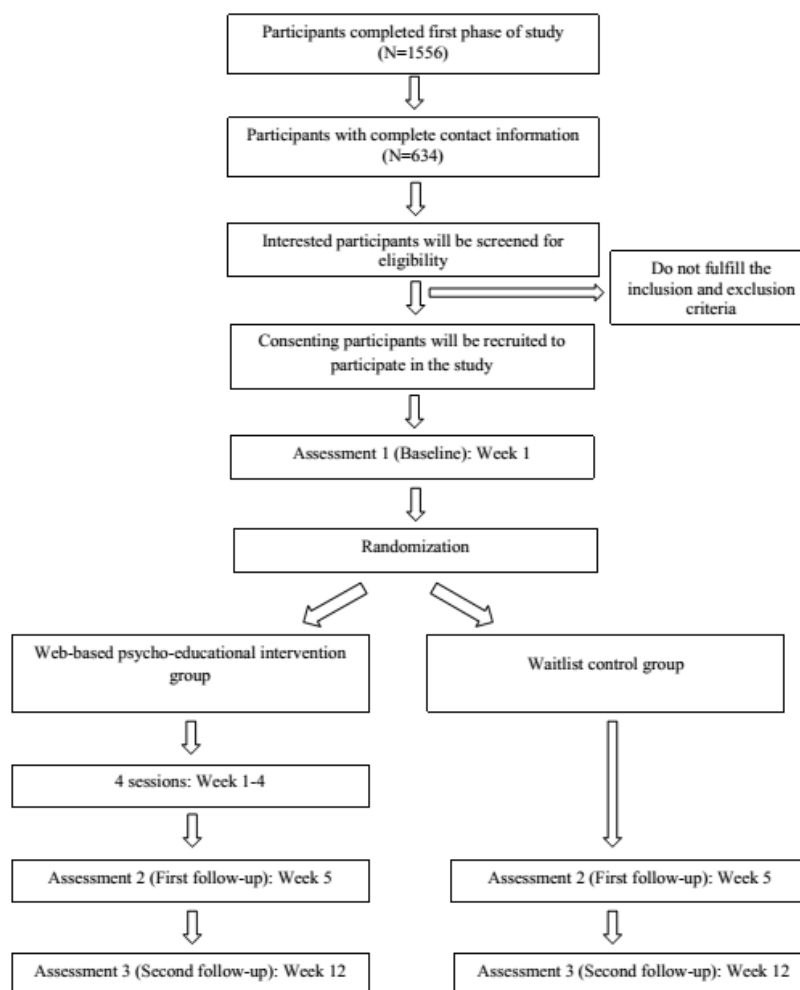 Participants completed first phase of study
(N=1556)
Participants with complete contact information
(N=634)
Interested participants will be screened for
eligibility
Do not fulfill the
inclusion and exclusion
criteria
Consenting participants will be recruited to
participate in the study
Assessment 1 (Baseline): Week 1
Randomization
Web-based psycho-educational intervention
group
Waitlist control group
4 sessions: Week 1-4
Assessment 2 (First follow-up): Week 5
Assessment 2 (First follow-up): Week 5
Assessment 3 (Second follow-up): Week 12
Assessment 3 (Second follow-up): Week 12